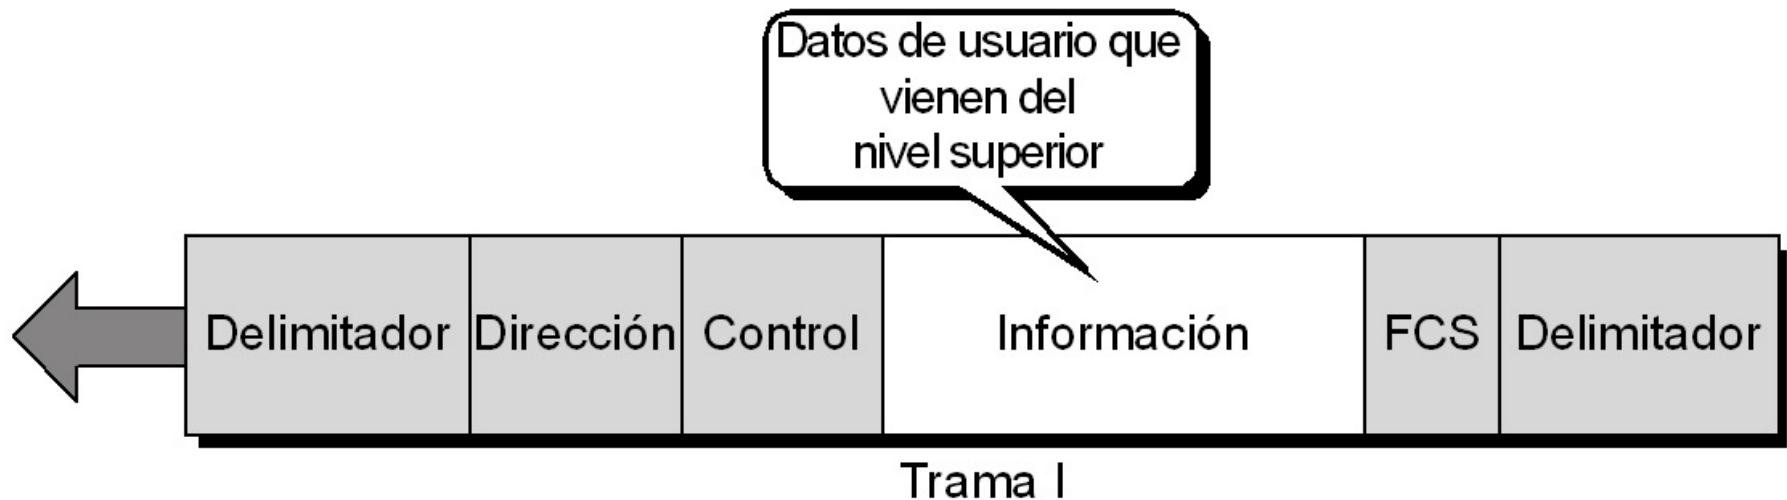 Datos de usuario que
vienen del
nivel superior
Delimitador Dirección Control Información FCS Delimitador
Trama I